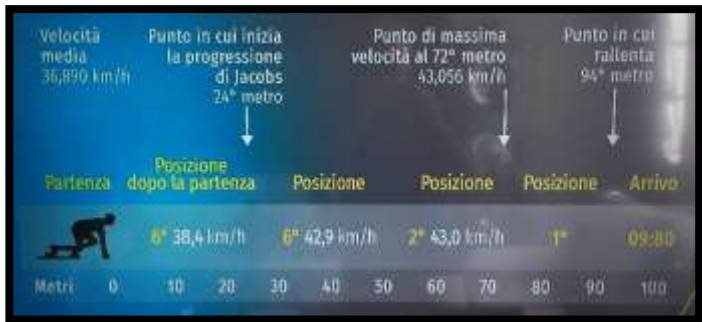 Velocità
media
36,890 km/h
Punto in cui inizia
la progressione
di Jacobs
24° metro
Punto di massima
velocità al 72° metro
43,056 km/h
Punto in cui
rallenta
94° metro
Partenza
Posizione
dopo la partenza
Posizione
Posizione
Posizione
Arrivo
6° 38,4 km/h
6° 42,9 km/h
2° 43,0 km/h
1°
09:80
Metri 0 10 20 30 40 50 60 70 80 90 100